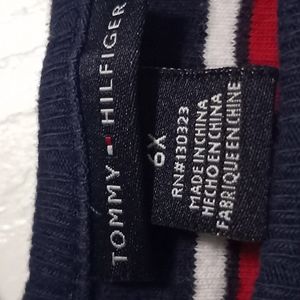 TOMMY HILFIGER
6X
RN#130323
MADE IN CHINA
HECHO EN CHINA
FABRIQUE EN CHINE